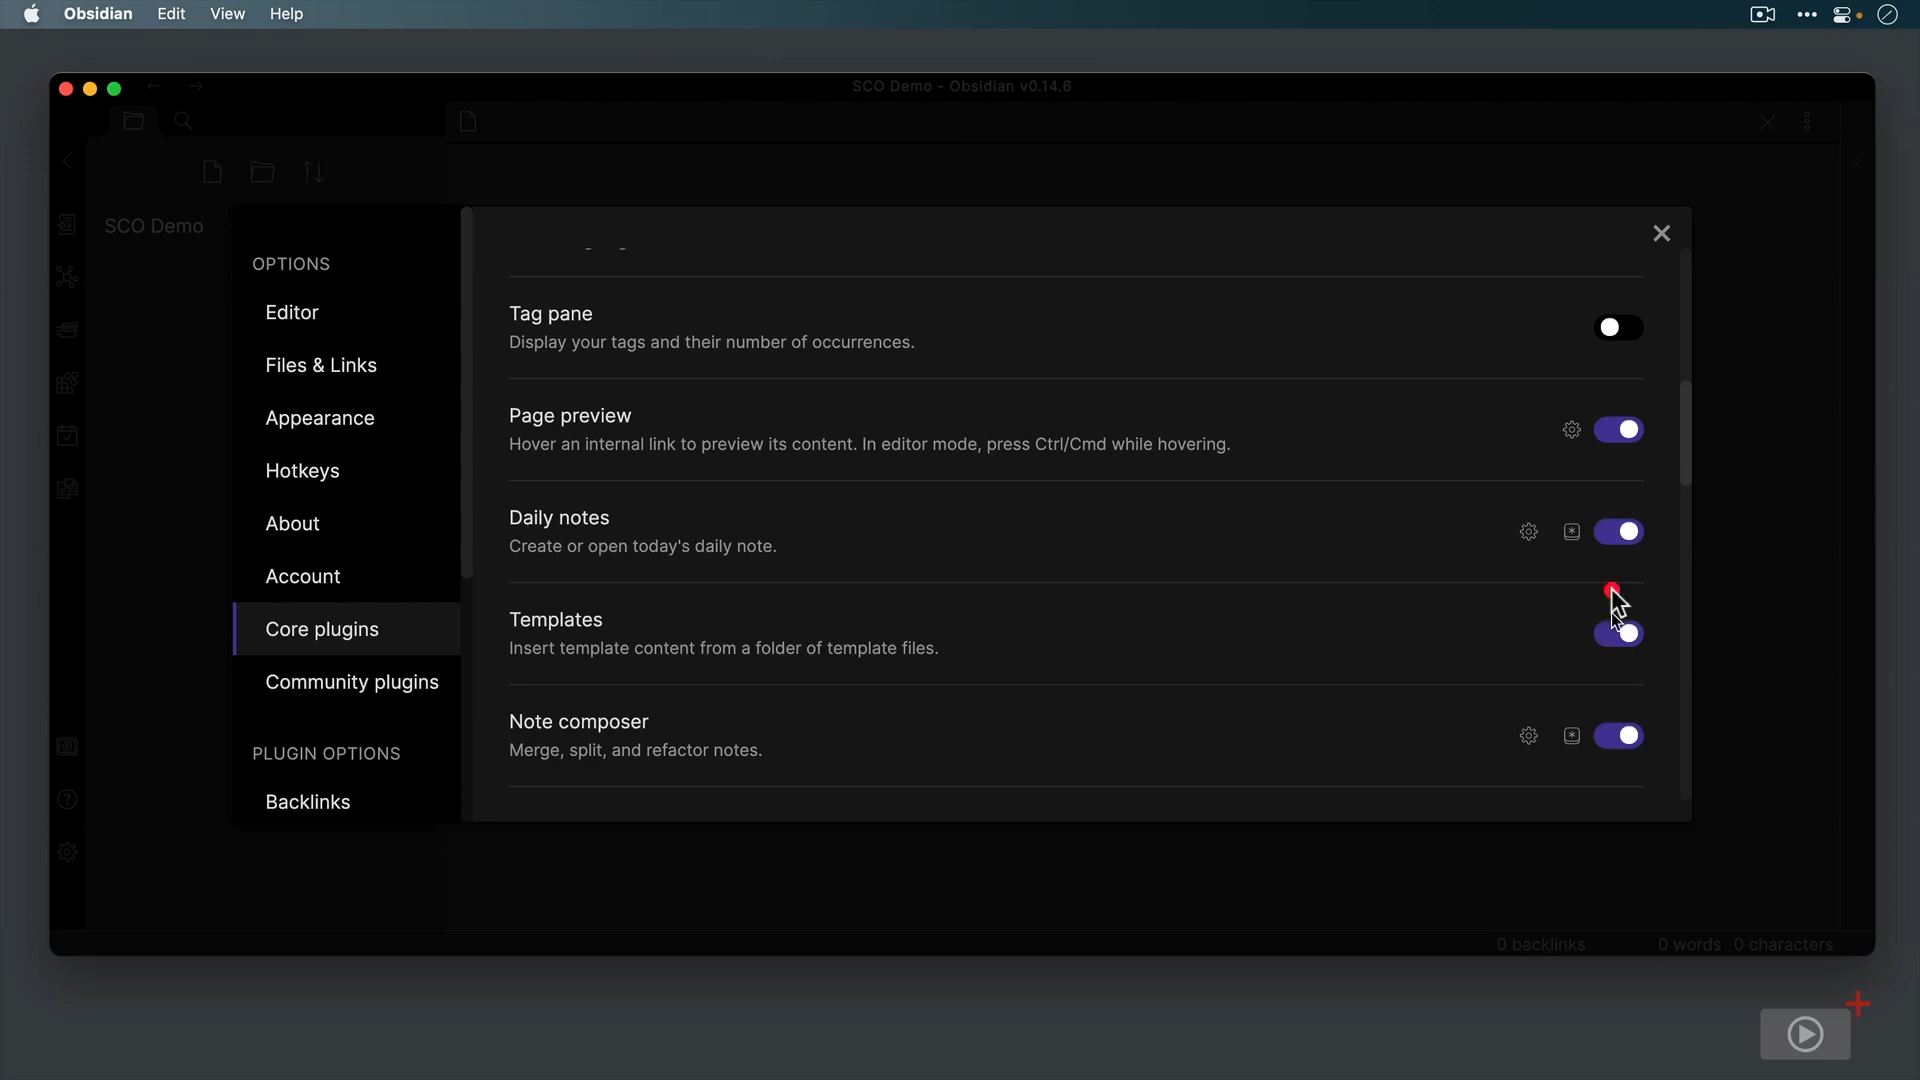 Obsidian Edit View Help
SCO Demo - Obsidian v0.14.6
SCO Demo
OPTIONS
Editor
Files & Links
Appearance
Hotkeys
About
Account
Core plugins
Community plugins
PLUGIN OPTIONS
Backlinks
Tag pane
Display your tags and their number of occurrences.
Page preview
Hover an internal link to preview its content. In editor mode, press Ctrl/Cmd while hovering.
Daily notes
Create or open today's daily note.
Templates
Insert template content from a folder of template files.
Note composer
Merge, split, and refactor notes.
0 backlinks 0 words 0 characters